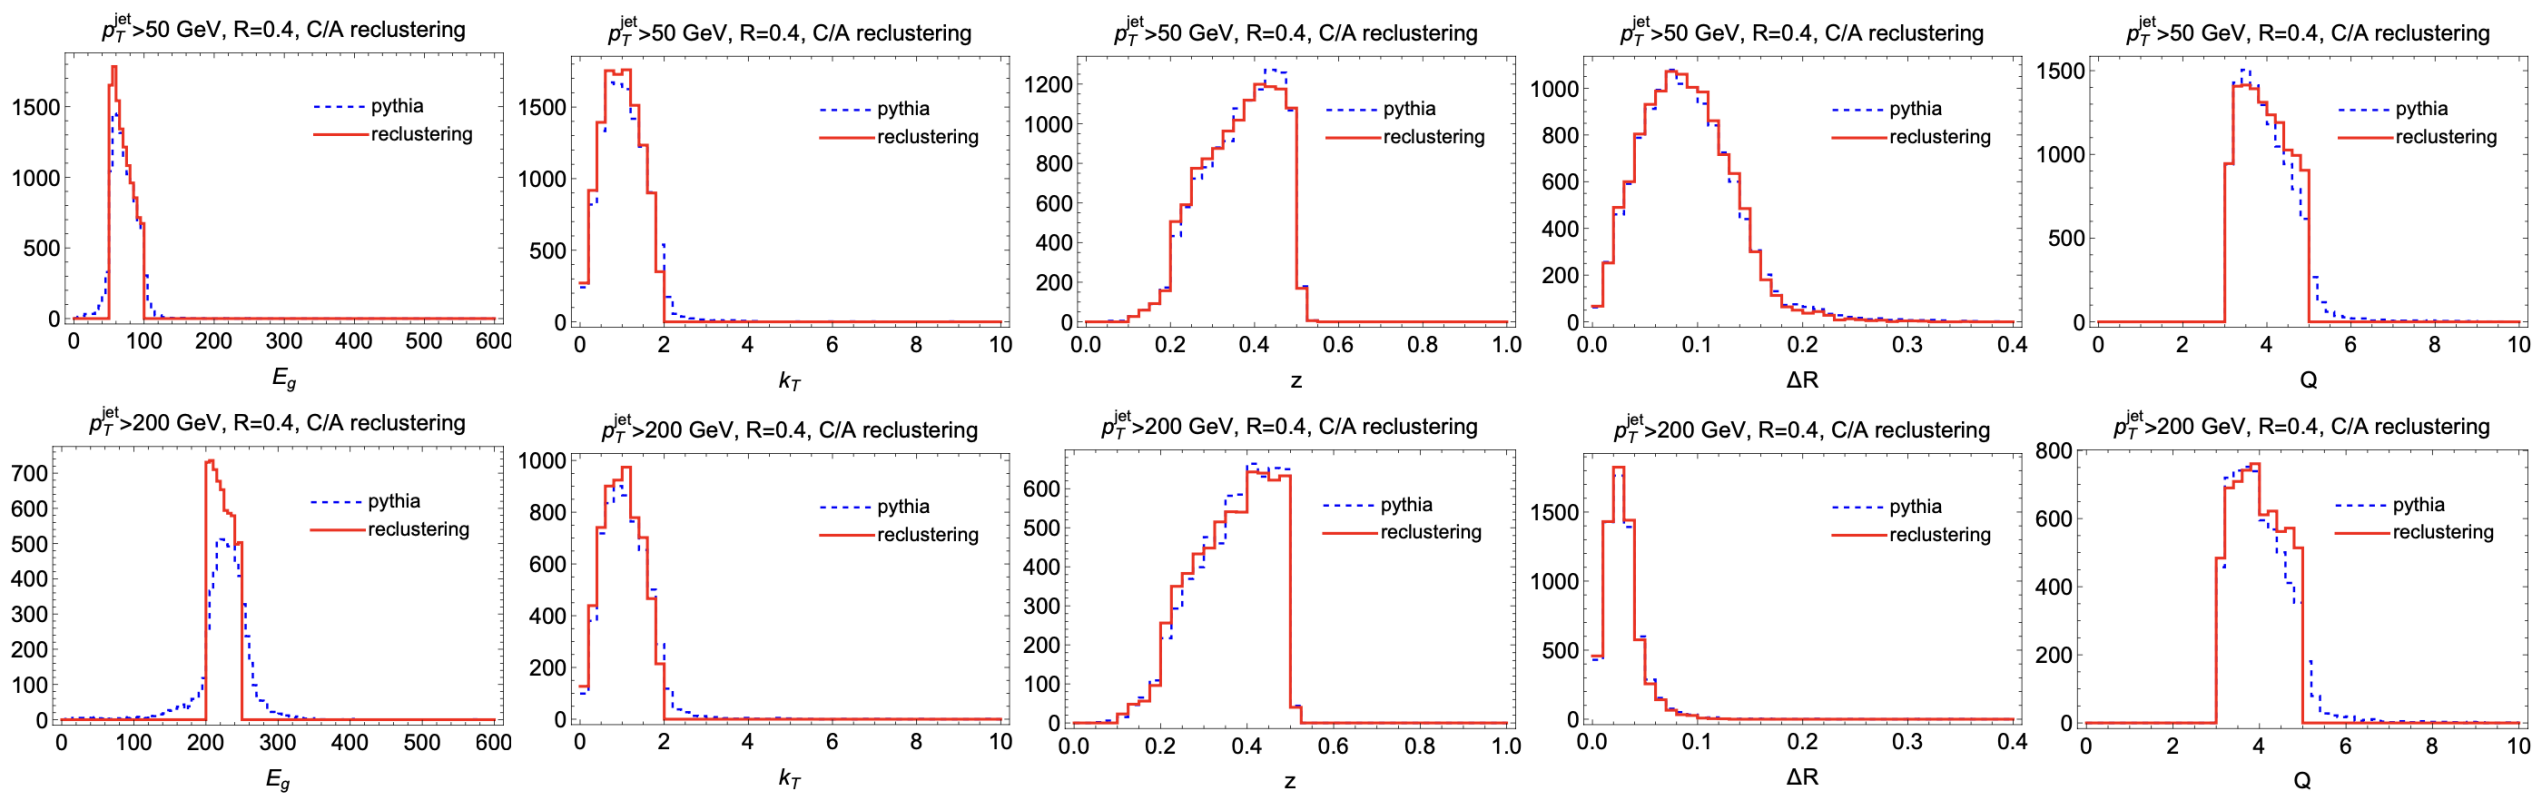 p_T^jet>50 GeV, R=0.4, C/A reclustering
1500
1000
500
0
pythia
reclustering
0 100 200 300 400 500 600
E_g
p_T^jet>50 GeV, R=0.4, C/A reclustering
1500
1000
500
0
pythia
reclustering
0 2 4 6 8 10
k_T
p_T^jet>50 GeV, R=0.4, C/A reclustering
1200
1000
800
600
400
200
0
pythia
reclustering
0.0 0.2 0.4 0.6 0.8 1.0
z
p_T^jet>50 GeV, R=0.4, C/A reclustering
1000
800
600
400
200
0
pythia
reclustering
0.0 0.1 0.2 0.3 0.4
ΔR
p_T^jet>50 GeV, R=0.4, C/A reclustering
1500
1000
500
0
pythia
reclustering
0 2 4 6 8 10
Q
p_T^jet>200 GeV, R=0.4, C/A reclustering
700
600
500
400
300
200
100
0
pythia
reclustering
0 100 200 300 400 500 600
E_g
p_T^jet>200 GeV, R=0.4, C/A reclustering
1000
800
600
400
200
0
pythia
reclustering
0 2 4 6 8 10
k_T
p_T^jet>200 GeV, R=0.4, C/A reclustering
600
500
400
300
200
100
0
pythia
reclustering
0.0 0.2 0.4 0.6 0.8 1.0
z
p_T^jet>200 GeV, R=0.4, C/A reclustering
1500
1000
500
0
pythia
reclustering
0.0 0.1 0.2 0.3 0.4
ΔR
p_T^jet>200 GeV, R=0.4, C/A reclustering
800
600
400
200
0
pythia
reclustering
0 2 4 6 8 10
Q